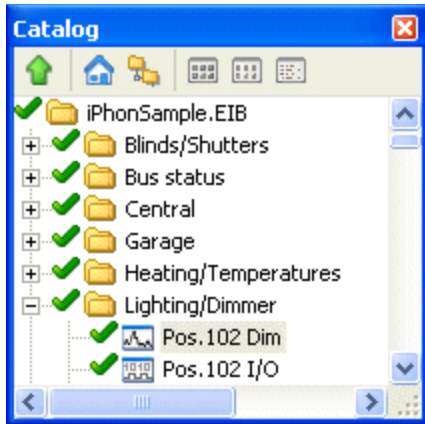 Catalog
iPhonSample.EIB
Blinds/Shutters
Bus status
Central
Garage
Heating/Temperatures
Lighting/Dimmer
Pos.102 Dim
Pos.102 I/O